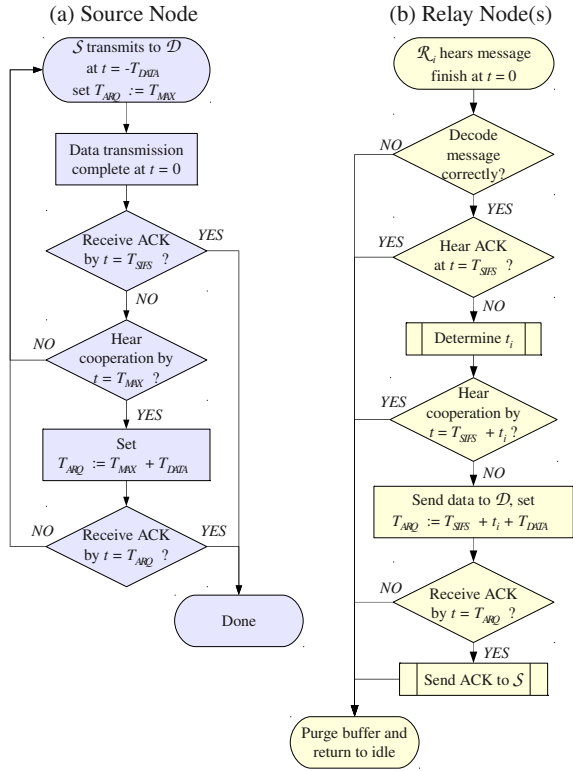 (a) Source Node
S transmits to D
at t = -T_DATA
set T_ARQ := T_MAX
Data transmission
complete at t = 0
Receive ACK
by t = T_SIFS ?
YES
NO
Hear
cooperation by
t = T_MAX ?
NO
YES
Set
T_ARQ := T_MAX + T_DATA
Receive ACK
by t = T_ARQ ?
NO
YES
Done
(b) Relay Node(s)
R_i hears message
finish at t = 0
Decode
message
correctly?
NO
YES
Hear ACK
at t = T_SIFS ?
YES
NO
Determine t_i
Hear
cooperation by
t = T_SIFS + t_i ?
YES
NO
Send data to D, set
T_ARQ := T_SIFS + t_i + T_DATA
Receive ACK
by t = T_ARQ ?
NO
YES
Send ACK to S
Purge buffer and
return to idle